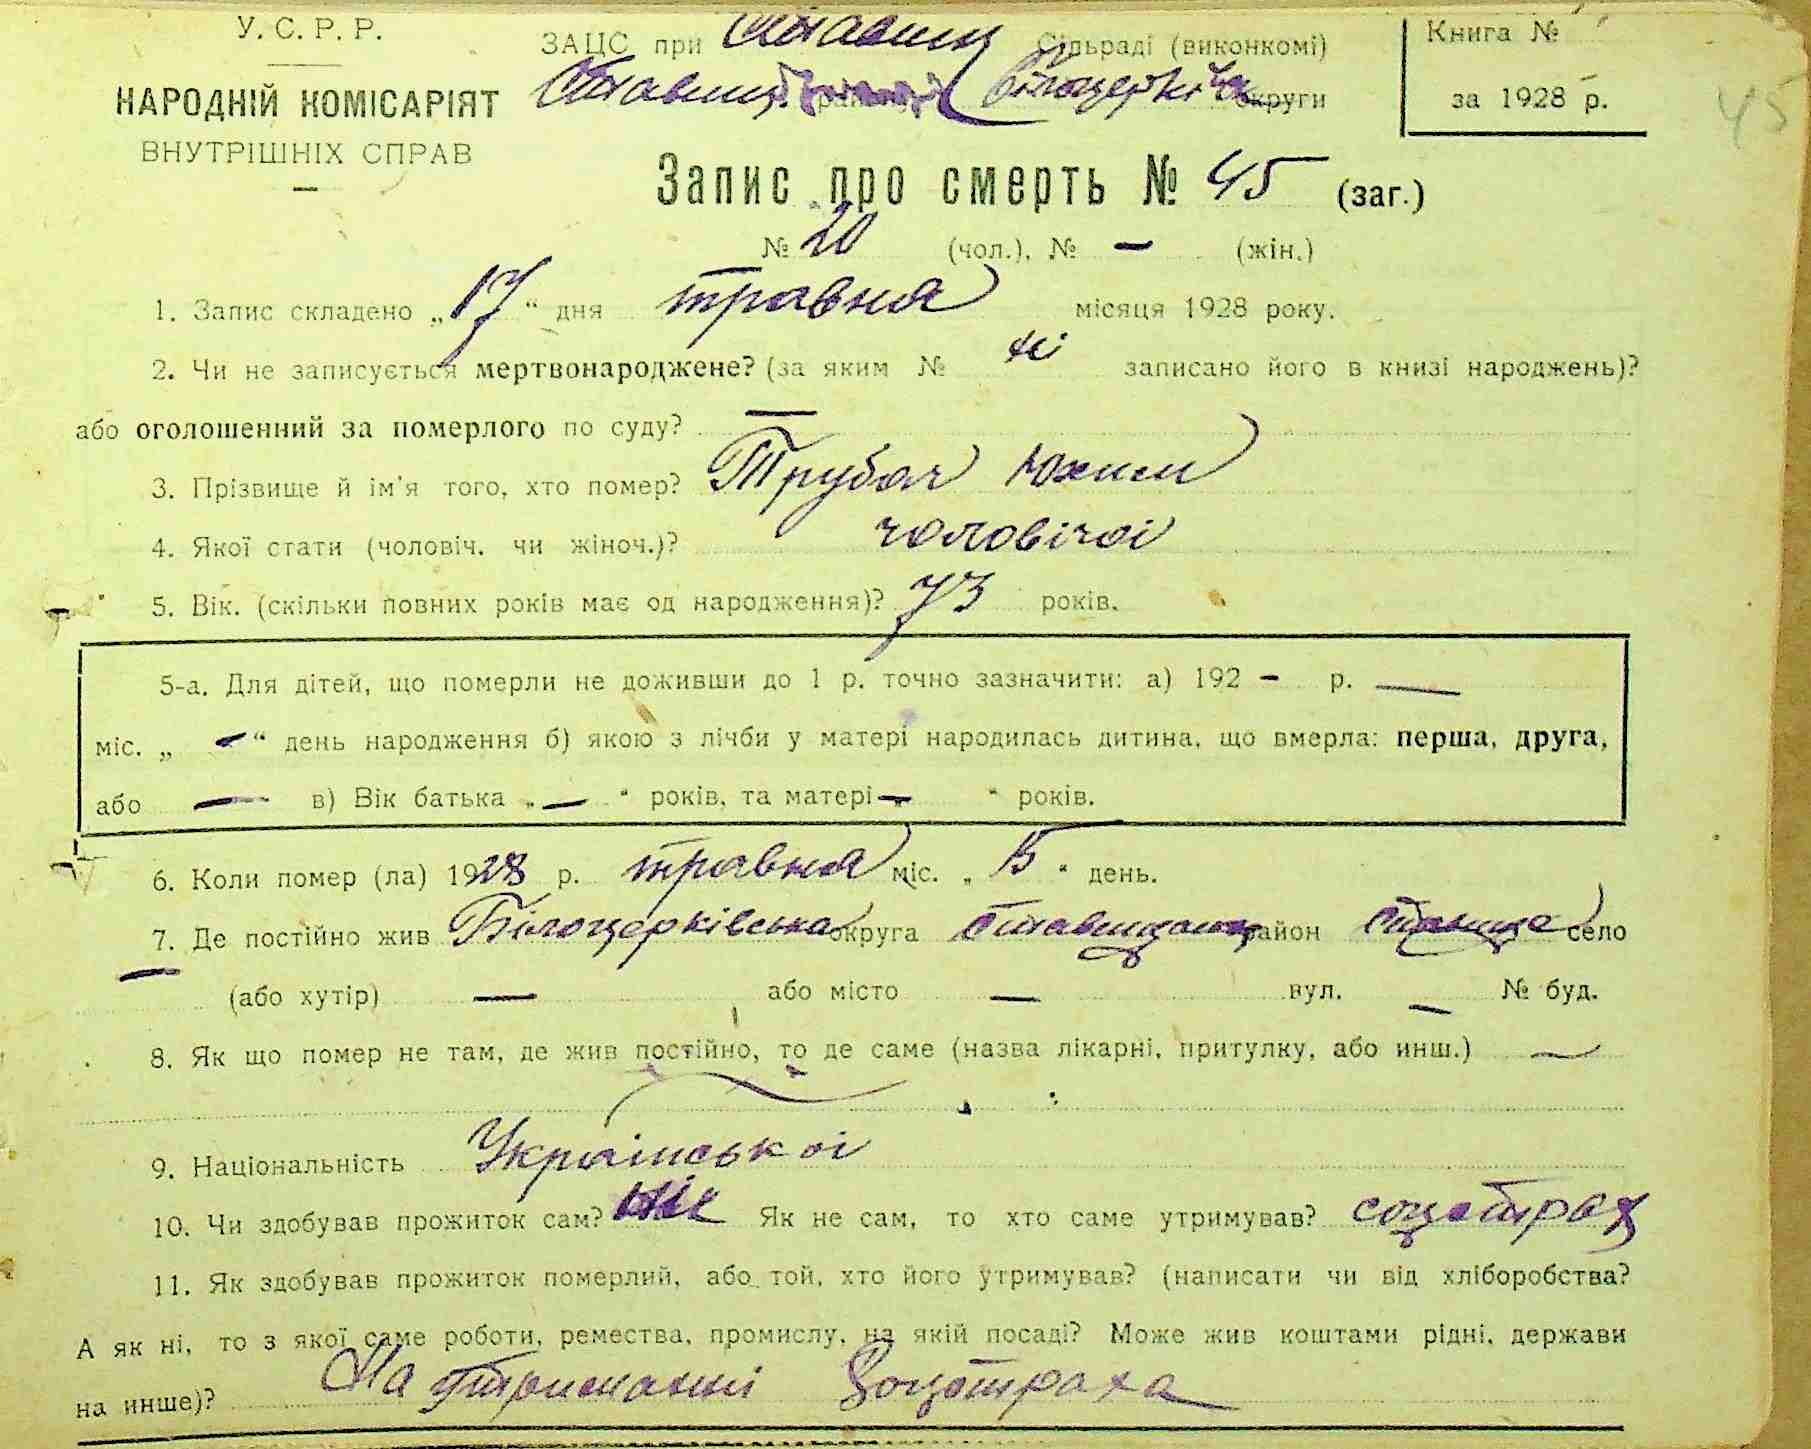 У. С. Р. Р.
НАРОДНІЙ КОМІСАРІЯТ
ВНУТРІШНІХ СПРАВ
ЗАЦС при Ставищ Сільраді (виконкомі)
округи
Книга №
за 1928 р.
45
Запис про смерть № 45 (заг.)
№ 20 (чол.), № — (жін.)
1. Запис складено „17“ дня травня місяця 1928 року.
2. Чи не записується мертвонароджене? (за яким № ні записано його в книзі народжень)?
або оголошенний за померлого по суду? —
3. Прізвище й ім'я того, хто помер? Трубач Юхим
4. Якої стати (чоловіч. чи жіноч.)? чоловічої
5. Вік. (скільки повних років має од народження)? 73 років.
5-а. Для дітей, що померли не доживши до 1 р. точно зазначити: а) 192 – р. —
міс. „ – “ день народження б) якою з лічби у матері народилась дитина, що вмерла: перша, друга,
або — в) Вік батька „ — “ років, та матері „ — “ років.
6. Коли помер (ла) 1928 р. травня міс. „ 15 “ день.
7. Де постійно жив Білоцерківська округа район Ставище село
(або хутір) — або місто — вул. — № буд.
8. Як що помер не там, де жив постійно, то де саме (назва лікарні, притулку, або инш.) —
9. Національність Української
10. Чи здобував прожиток сам? Ні Як не сам, то хто саме утримував? соцстрах
11. Як здобував прожиток померлий, або той, хто його утримував? (написати чи від хліборобства?
А як ні, то з якої саме роботи, ремества, промислу, на якій посаді? Може жив коштами рідні, держави
на инше)? На утриманні Соцстраха